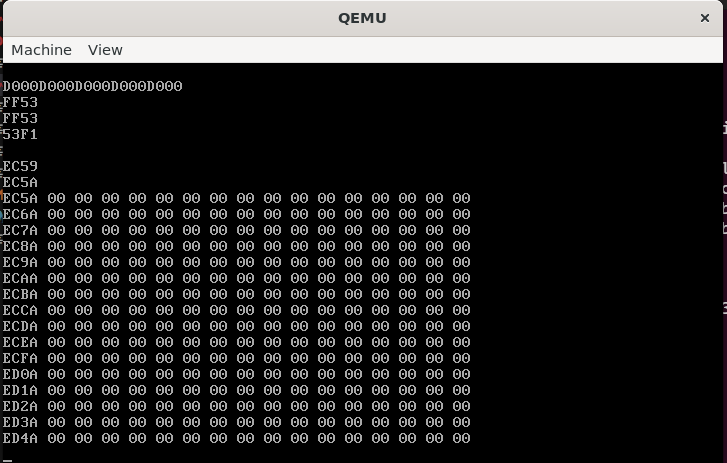 QEMU ×
Machine View
D000D000D000D000D000
FF53
FF53
53F1
EC59
EC5A
EC5A 00 00 00 00 00 00 00 00 00 00 00 00 00 00 00 00
EC6A 00 00 00 00 00 00 00 00 00 00 00 00 00 00 00 00
EC7A 00 00 00 00 00 00 00 00 00 00 00 00 00 00 00 00
EC8A 00 00 00 00 00 00 00 00 00 00 00 00 00 00 00 00
EC9A 00 00 00 00 00 00 00 00 00 00 00 00 00 00 00 00
ECAA 00 00 00 00 00 00 00 00 00 00 00 00 00 00 00 00
ECBA 00 00 00 00 00 00 00 00 00 00 00 00 00 00 00 00
ECCA 00 00 00 00 00 00 00 00 00 00 00 00 00 00 00 00
ECDA 00 00 00 00 00 00 00 00 00 00 00 00 00 00 00 00
ECEA 00 00 00 00 00 00 00 00 00 00 00 00 00 00 00 00
ECFA 00 00 00 00 00 00 00 00 00 00 00 00 00 00 00 00
ED0A 00 00 00 00 00 00 00 00 00 00 00 00 00 00 00 00
ED1A 00 00 00 00 00 00 00 00 00 00 00 00 00 00 00 00
ED2A 00 00 00 00 00 00 00 00 00 00 00 00 00 00 00 00
ED3A 00 00 00 00 00 00 00 00 00 00 00 00 00 00 00 00
ED4A 00 00 00 00 00 00 00 00 00 00 00 00 00 00 00 00
_